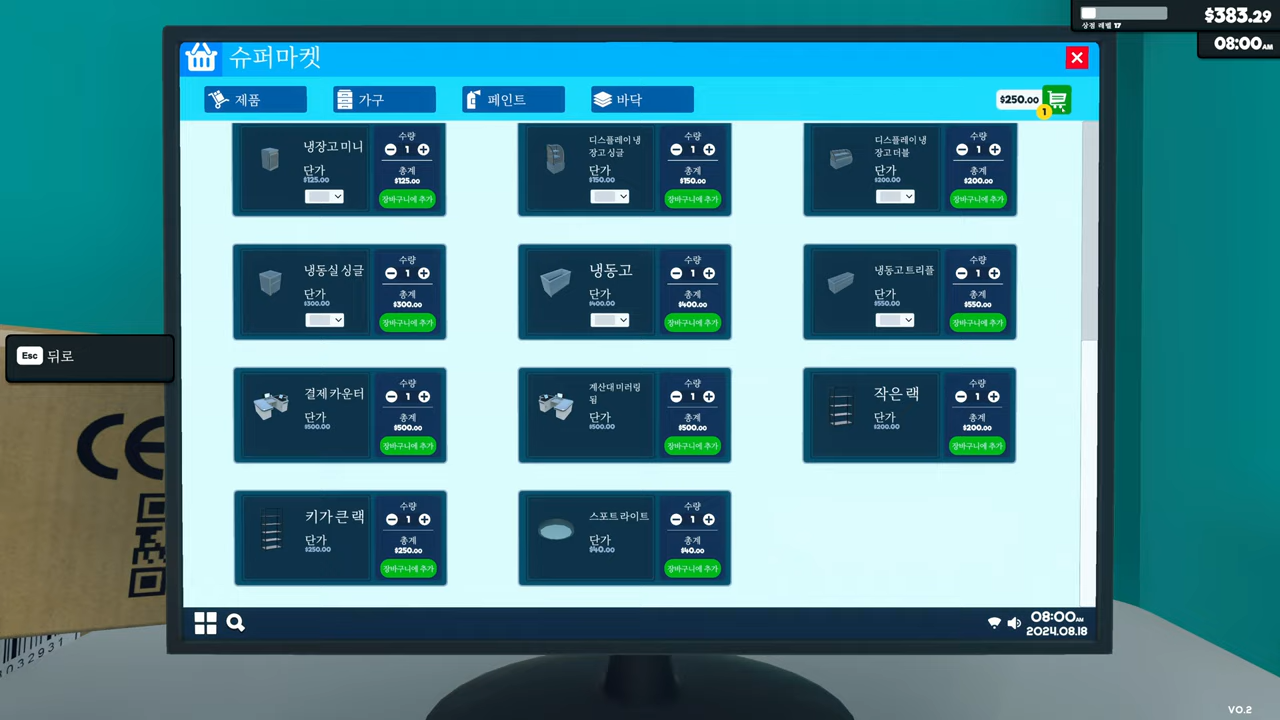 $383.29
상점 레벨 17
08:00AM
슈퍼마켓
제품
가구
페인트
바닥
$250.00
1
냉장고 미니
단가
$125.00
수량
1
총계
$125.00
장바구니에 추가
디스플레이 냉
장고 싱글
단가
$150.00
수량
1
총계
$150.00
장바구니에 추가
디스플레이 냉
장고 더블
단가
$200.00
수량
1
총계
$200.00
장바구니에 추가
냉동실 싱글
단가
$300.00
수량
1
총계
$300.00
장바구니에 추가
냉동고
단가
$400.00
수량
1
총계
$400.00
장바구니에 추가
냉동고 트리플
단가
$550.00
수량
1
총계
$550.00
장바구니에 추가
Esc 뒤로
결제 카운터
단가
$500.00
수량
1
총계
$500.00
장바구니에 추가
계산대 미러링
됨
단가
$500.00
수량
1
총계
$500.00
장바구니에 추가
작은 랙
단가
$200.00
수량
1
총계
$200.00
장바구니에 추가
키가 큰 랙
단가
$250.00
수량
1
총계
$250.00
장바구니에 추가
스포트 라이트
단가
$40.00
수량
1
총계
$40.00
장바구니에 추가
CE
1032931
08:00AM
2024.08.18
V0.2